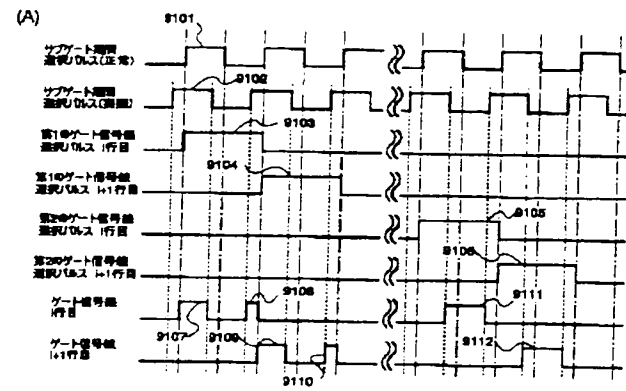 (A)
9101
サブゲート期間
選択パルス(正常)
9102
サブゲート期間
選択パルス
9103
第1のゲート信号線
選択パルス i行目
9104
第1のゲート信号線
選択パルス i+1行目
9105
第2のゲート信号線
選択パルス i行目
9106
第2のゲート信号線
選択パルス i+1行目
9108
9111
ゲート信号線
i行目
9107
9109
9112
ゲート信号線
i+1行目
9110